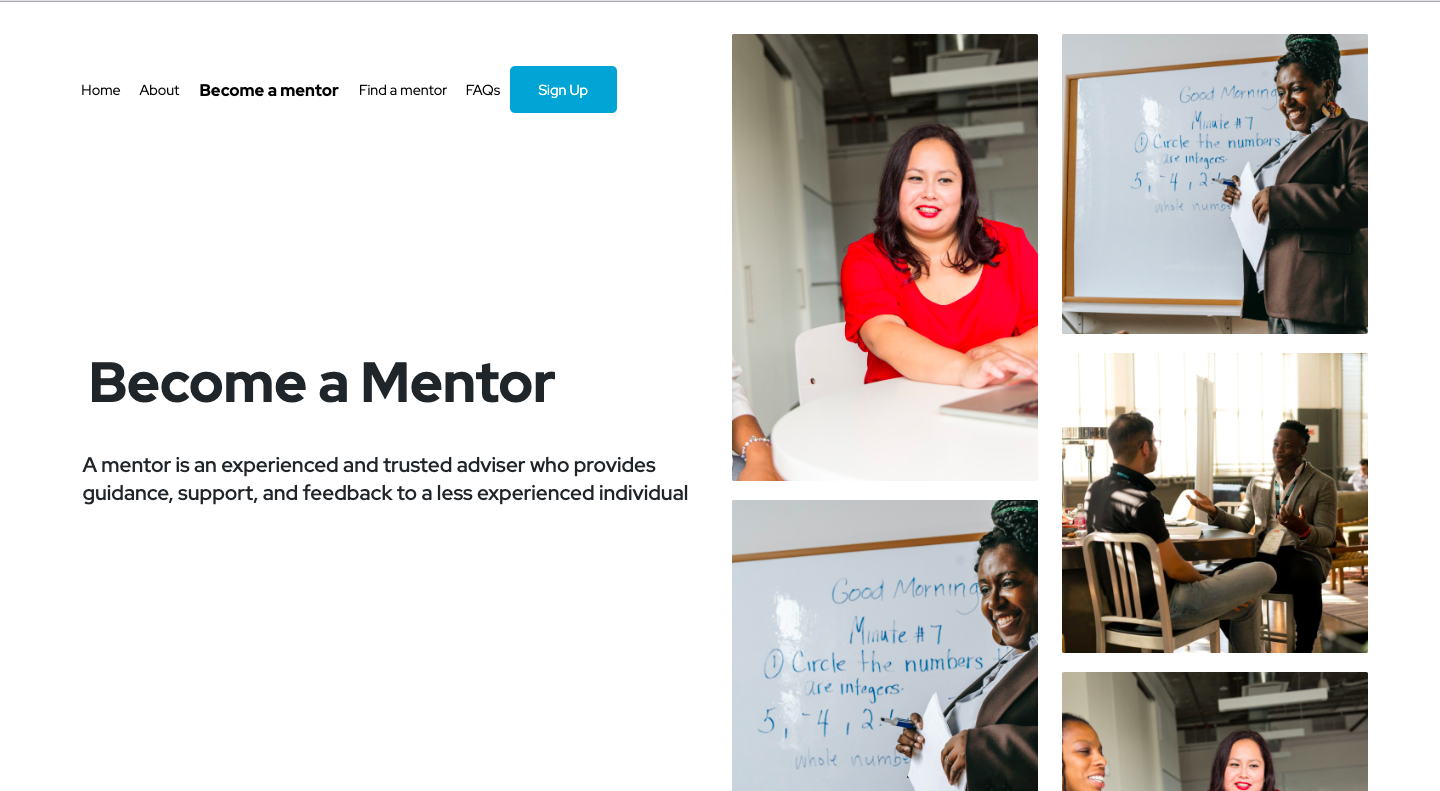 Home About Become a mentor Find a mentor FAQs Sign Up
Become a Mentor
A mentor is an experienced and trusted adviser who provides
guidance, support, and feedback to a less experienced individual
Good Morning
Minute #7
① Circle the numbers
are integers.
5, -4, 2
whole
Good Morning
Minute #7
① Circle the numbers
are integers.
5, -4, 2
whole